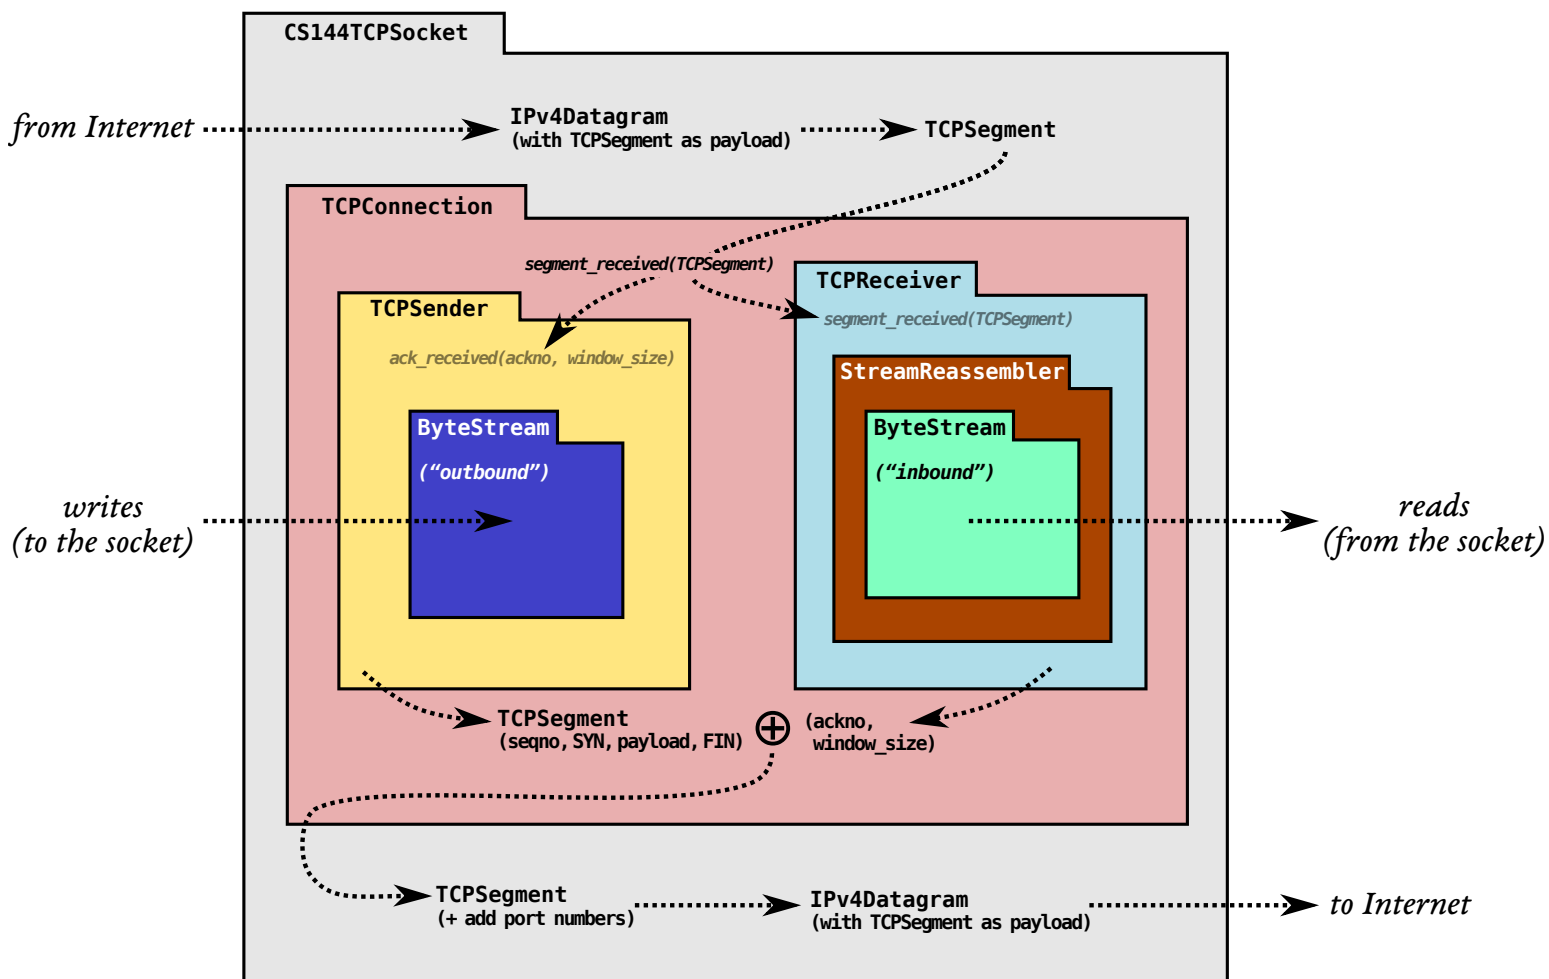 CS144TCPSocket
from Internet
IPv4Datagram
(with TCPSegment as payload)
TCPSegment
TCPConnection
segment_received(TCPSegment)
TCPReceiver
segment_received(TCPSegment)
TCPSender
ack_received(ackno, window_size)
StreamReassembler
ByteStream
(“outbound”)
ByteStream
(“inbound”)
writes
(to the socket)
reads
(from the socket)
TCPSegment
(seqno, SYN, payload, FIN)
(ackno,
window_size)
TCPSegment
(+ add port numbers)
IPv4Datagram
(with TCPSegment as payload)
to Internet